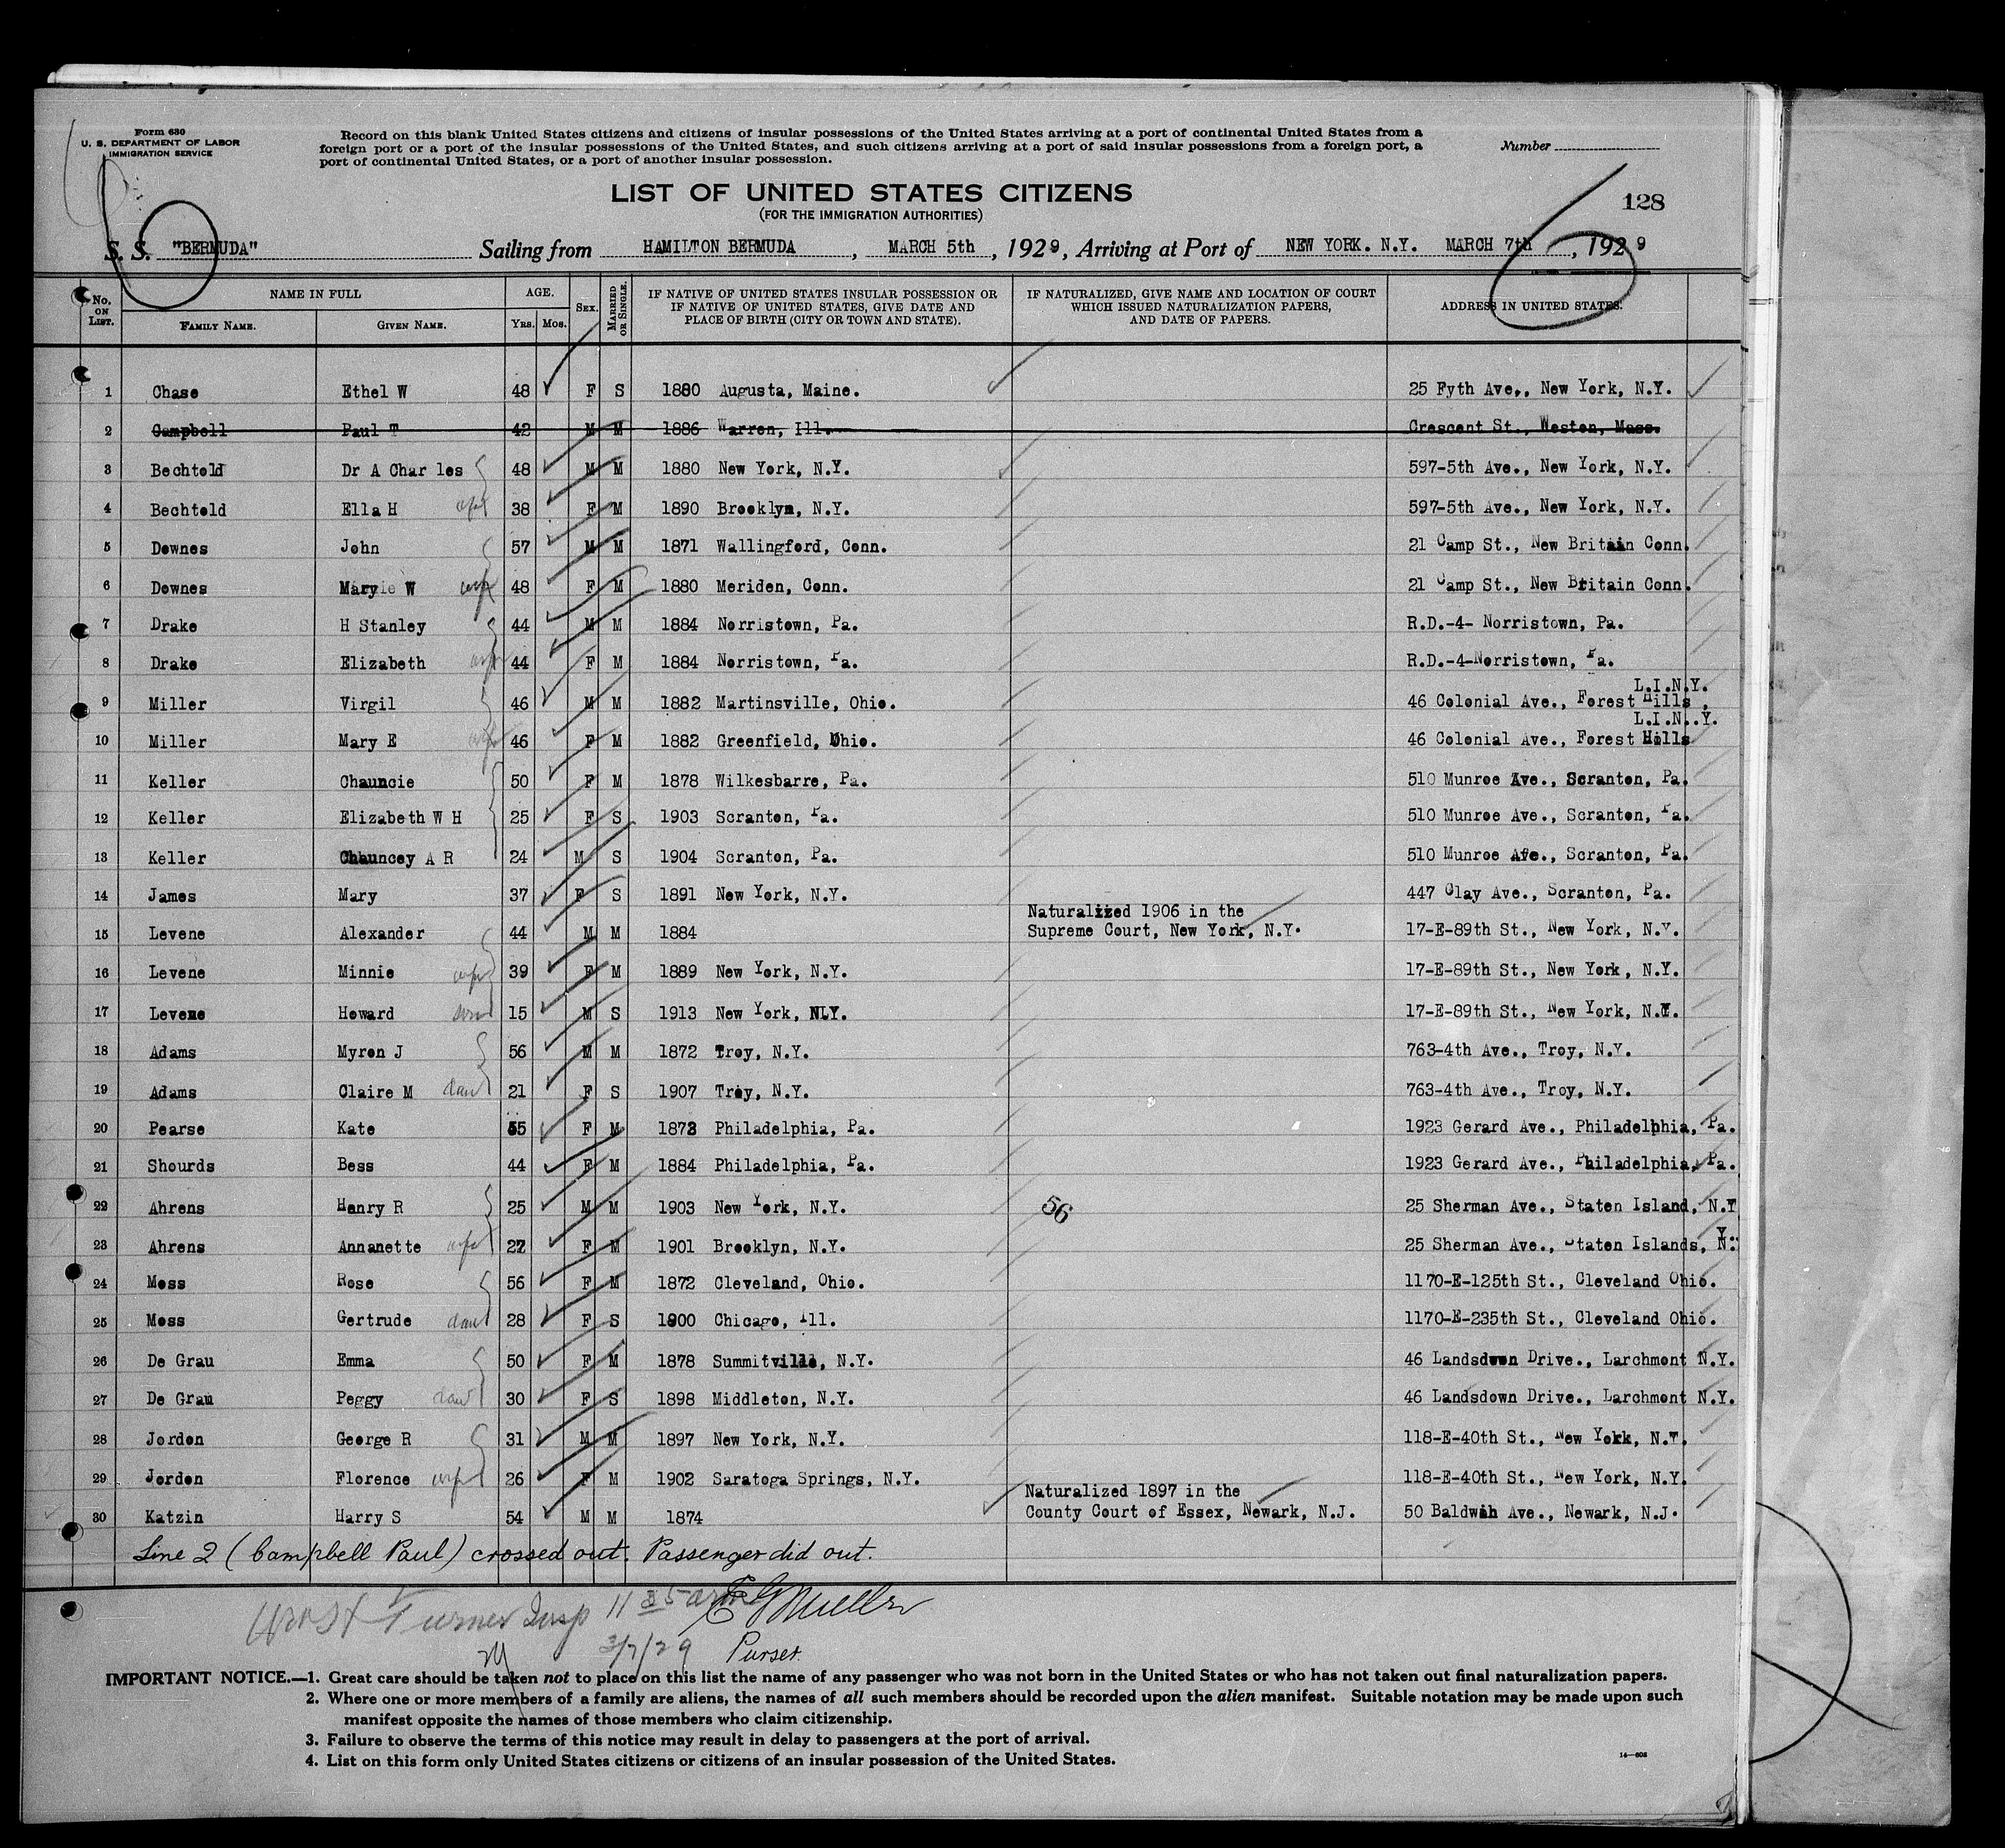 Form 630
U. S. DEPARTMENT OF LABOR
IMMIGRATION SERVICE
Record on this blank United States citizens and citizens of insular possessions of the United States arriving at a port of continental United States from a
foreign port or a port of the insular possessions of the United States, and such citizens arriving at a port of said insular possessions from a foreign port, a
port of continental United States, or a port of another insular possession.
Number
LIST OF UNITED STATES CITIZENS
(FOR THE IMMIGRATION AUTHORITIES)
128
S. S. "BERMUDA" Sailing from HAMILTON BERMUDA, MARCH 5th, 1929, Arriving at Port of NEW YORK. N.Y. MARCH 7th, 1929
No. ON LIST. NAME IN FULL FAMILY NAME. GIVEN NAME. AGE. YRS. MOS. SEX. MARRIED OR SINGLE. IF NATIVE OF UNITED STATES INSULAR POSSESSION OR IF NATIVE OF UNITED STATES, GIVE DATE AND PLACE OF BIRTH (CITY OR TOWN AND STATE). IF NATURALIZED, GIVE NAME AND LOCATION OF COURT WHICH ISSUED NATURALIZATION PAPERS, AND DATE OF PAPERS. ADDRESS IN UNITED STATES.
1 Chase Ethel W 48 F S 1880 Augusta, Maine. 25 Fyth Ave., New York, N.Y.
2 Campbell Paul T 42 M M 1886 Warren, Ill. Crescent St., Weston, Mass.
3 Bechtold Dr A Charles 48 M M 1880 New York, N.Y. 597-5th Ave., New York, N.Y.
4 Bechtold Ella H wife 38 F M 1890 Brooklyn, N.Y. 597-5th Ave., New York, N.Y.
5 Downes John 57 M M 1871 Wallingford, Conn. 21 Camp St., New Britain Conn.
6 Downes Mary W wife 48 F M 1880 Meriden, Conn. 21 Camp St., New Britain Conn.
7 Drake H Stanley 44 M M 1884 Norristown, Pa. R.D.-4- Norristown, Pa.
8 Drake Elizabeth wife 44 F M 1884 Norristown, Pa. R.D.-4-Norristown, Pa.
9 Miller Virgil 46 M M 1882 Martinsville, Ohio. 46 Colonial Ave., Forest Hills, L.I.N.Y.
10 Miller Mary E wife 46 F M 1882 Greenfield, Ohio. 46 Colonial Ave., Forest Hills L.I.N..Y.
11 Keller Chauncie 50 F M 1878 Wilkesbarre, Pa. 510 Munroe Ave., Scranton, Pa.
12 Keller Elizabeth W H 25 F S 1903 Scranton, Pa. 510 Munroe Ave., Scranton, Pa.
13 Keller Chauncey A R 24 M S 1904 Scranton, Pa. 510 Munroe Ave., Scranton, Pa.
14 James Mary 37 F S 1891 New York, N.Y. 447 Clay Ave., Scranton, Pa.
15 Levene Alexander 44 M M 1884 Naturalized 1906 in the Supreme Court, New York, N.Y. 17-E-89th St., New York, N.Y.
16 Levene Minnie wife 39 F M 1889 New York, N.Y. 17-E-89th St., New York, N.Y.
17 Levene Howard son 15 M S 1913 New York, N.Y. 17-E-89th St., New York, N.Y.
18 Adams Myron J 56 M M 1872 Troy, N.Y. 763-4th Ave., Troy, N.Y.
19 Adams Claire M dau 21 F S 1907 Troy, N.Y. 763-4th Ave., Troy, N.Y.
20 Pearse Kate 55 F M 1873 Philadelphia, Pa. 1923 Gerard Ave., Philadelphia, Pa.
21 Shourds Bess 44 F M 1884 Philadelphia, Pa. 1923 Gerard Ave., Philadelphia, Pa.
22 Ahrens Henry R 25 M M 1903 New York, N.Y. 56 25 Sherman Ave., Staten Island, N.Y
23 Ahrens Annanette wife 27 F M 1901 Brooklyn, N.Y. 25 Sherman Ave., Staten Islands, N.Y.
24 Moss Rose 56 F M 1872 Cleveland, Ohio. 1170-E-125th St., Cleveland Ohio.
25 Moss Gertrude dau 28 F S 1900 Chicago, Ill. 1170-E-235th St., Cleveland Ohio.
26 De Grau Emma 50 F M 1878 Summitville, N.Y. 46 Landsdown Drive., Larchmont N.Y.
27 De Grau Peggy dau 30 F S 1898 Middleton, N.Y. 46 Landsdown Drive., Larchmont N.Y.
28 Jordon George R 31 M M 1897 New York, N.Y. 118-E-40th St., New York, N.Y.
29 Jordon Florence wife 26 F M 1902 Saratoga Springs, N.Y. 118-E-40th St., New York, N.Y.
30 Katzin Harry S 54 M M 1874 Naturalized 1897 in the County Court of Essex, Newark, N.J. 50 Baldwin Ave., Newark, N.J.
Line 2 (Campbell Paul) crossed out. Passenger did out.
Turner Insp 11 35 am E G Mueller
3/7/29 Purser.
IMPORTANT NOTICE.—1. Great care should be taken not to place on this list the name of any passenger who was not born in the United States or who has not taken out final naturalization papers.
2. Where one or more members of a family are aliens, the names of all such members should be recorded upon the alien manifest. Suitable notation may be made upon such
manifest opposite the names of those members who claim citizenship.
3. Failure to observe the terms of this notice may result in delay to passengers at the port of arrival.
4. List on this form only United States citizens or citizens of an insular possession of the United States.
14—608